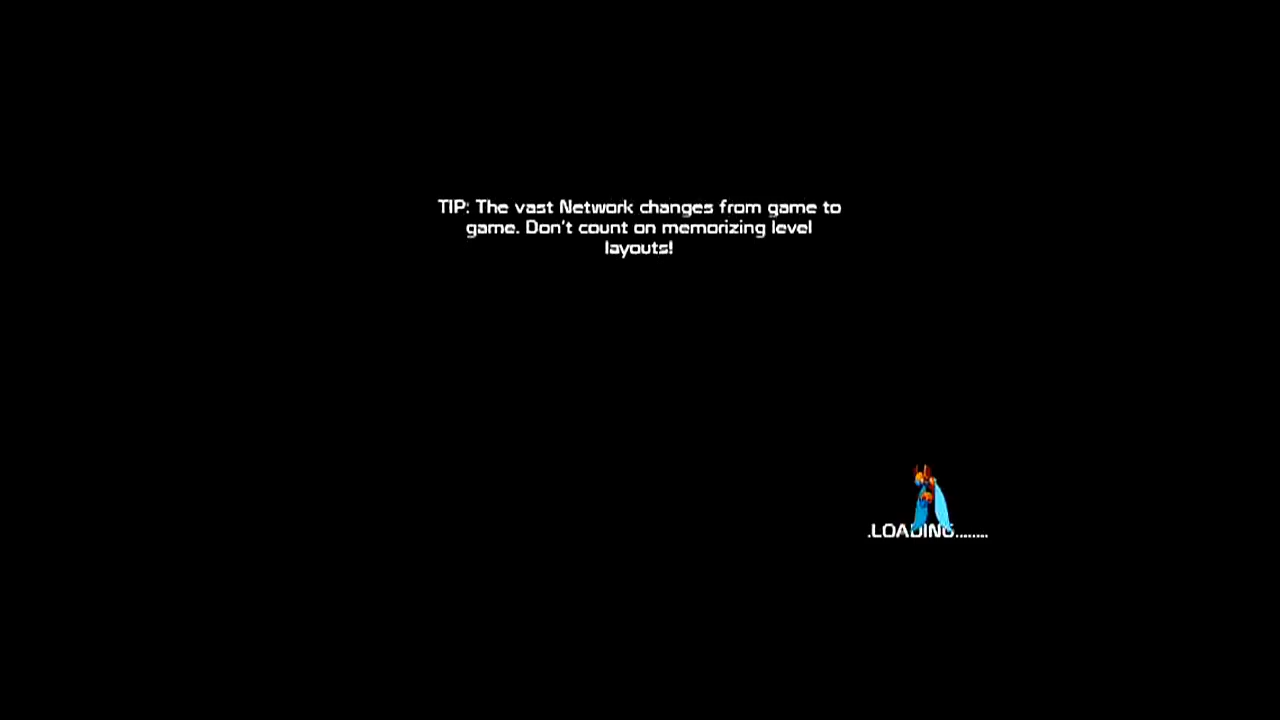 TIP: The vast Network changes from game to
game. Don't count on memorizing level
layouts!
.LOADING........